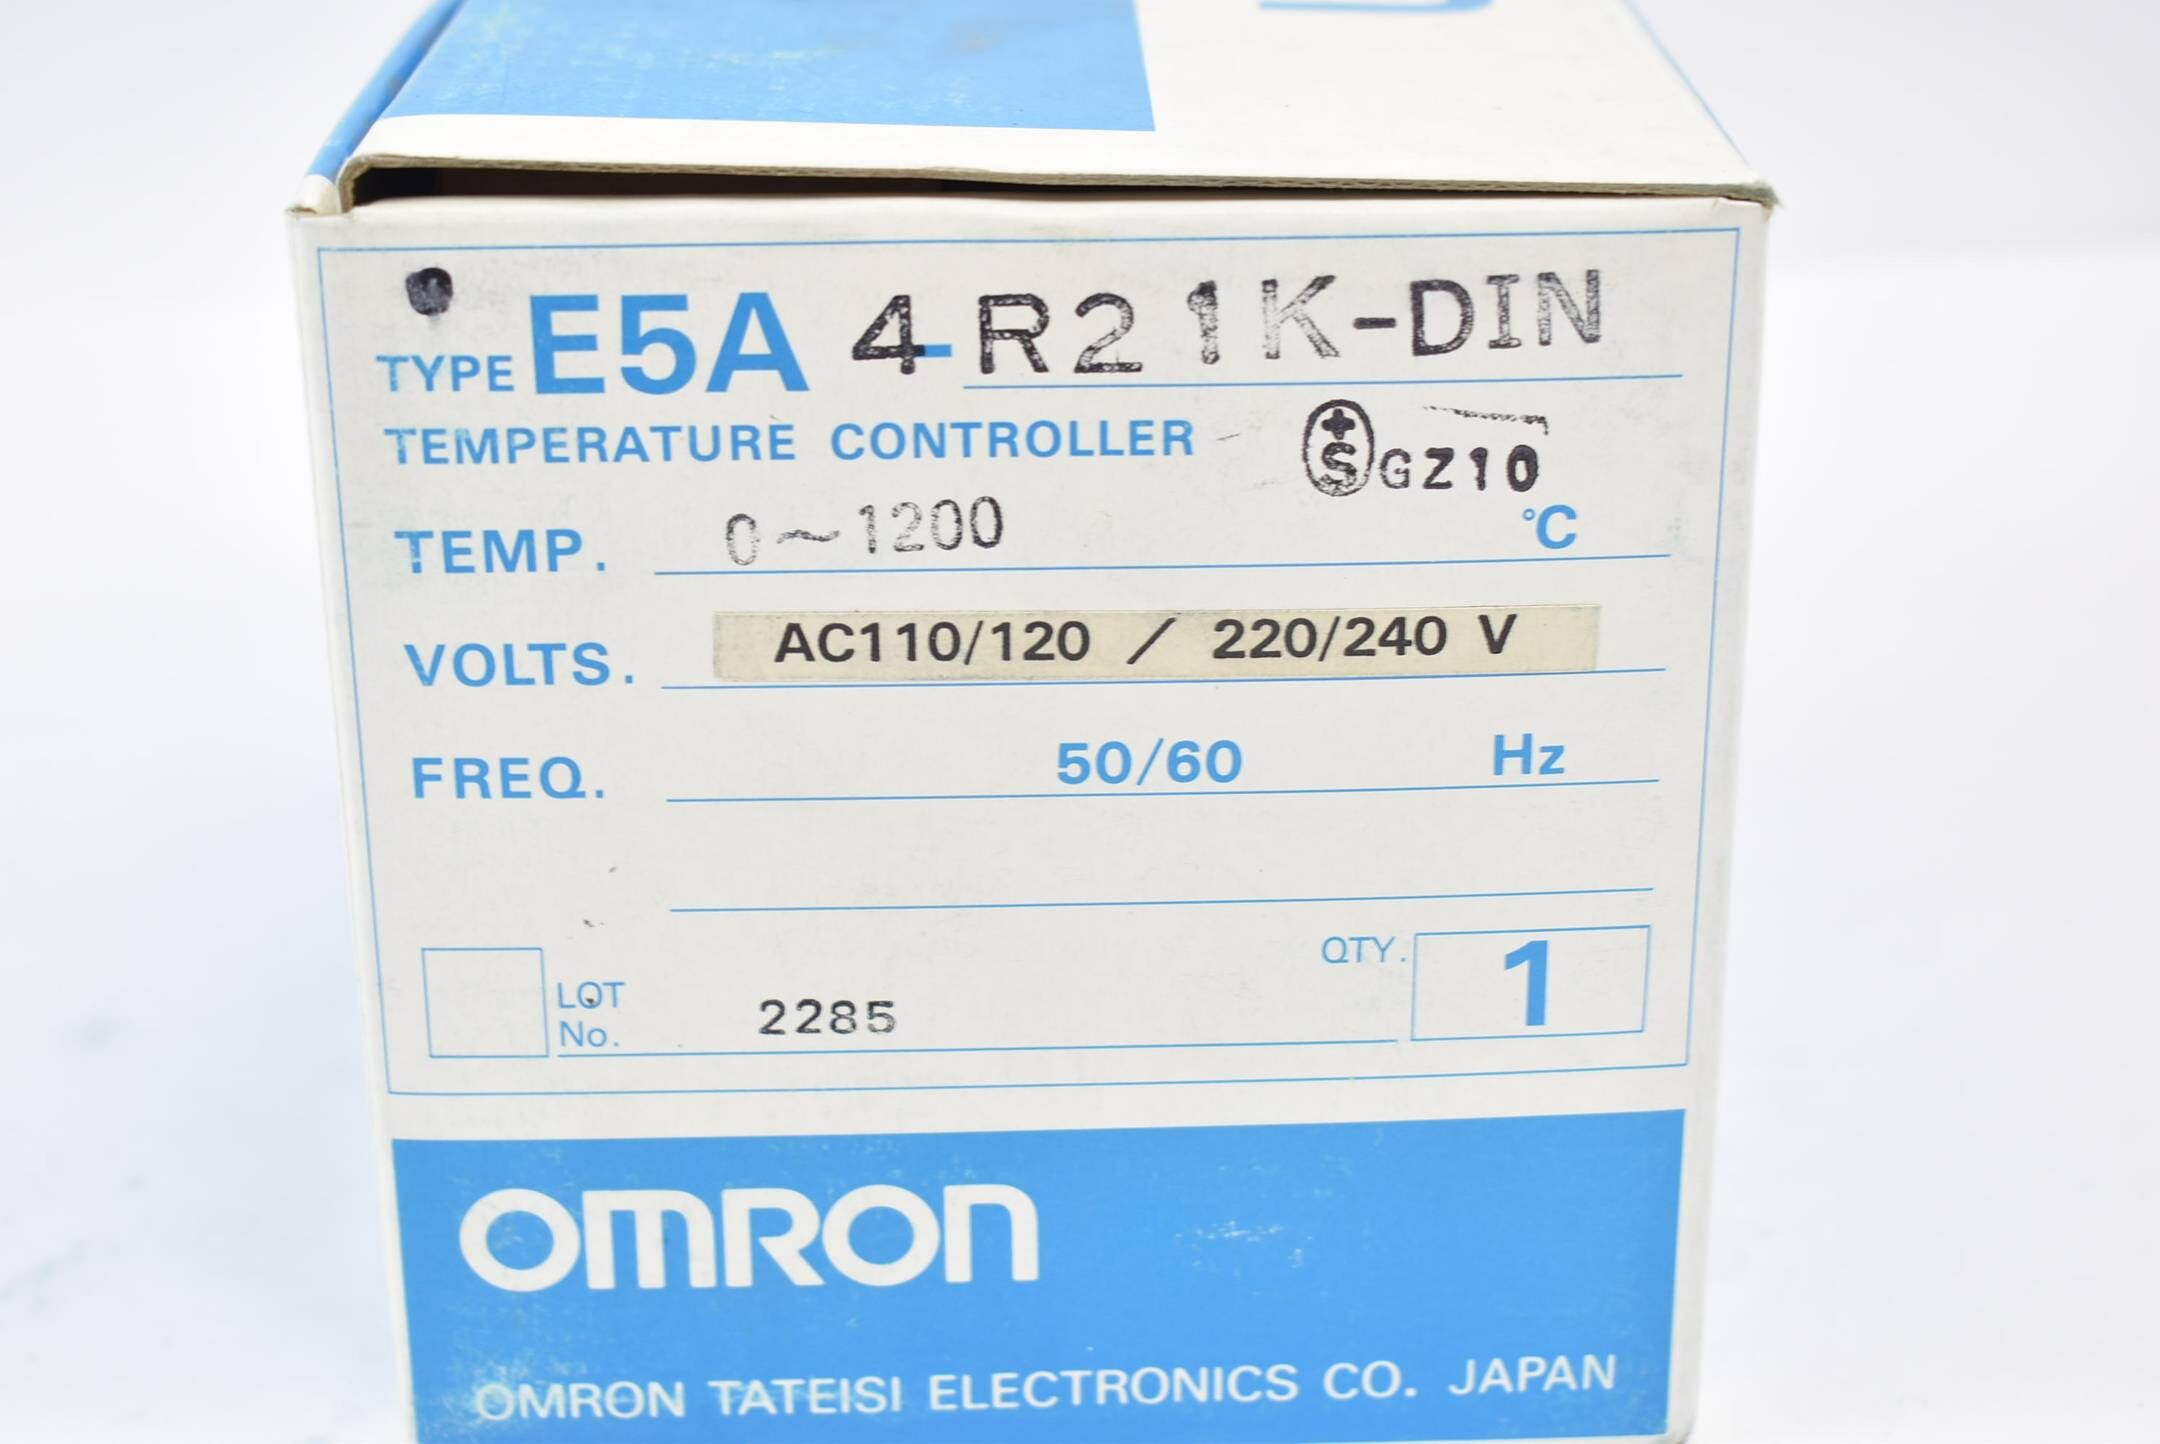 TYPE E5A 4-R21K-DIN
TEMPERATURE CONTROLLER
+S GZ10
TEMP. 0~1200 °C
VOLTS. AC110/120 / 220/240 V
FREQ. 50/60 Hz
QTY. 1
LOT No. 2285
OMRON
OMRON TATEISI ELECTRONICS CO. JAPAN